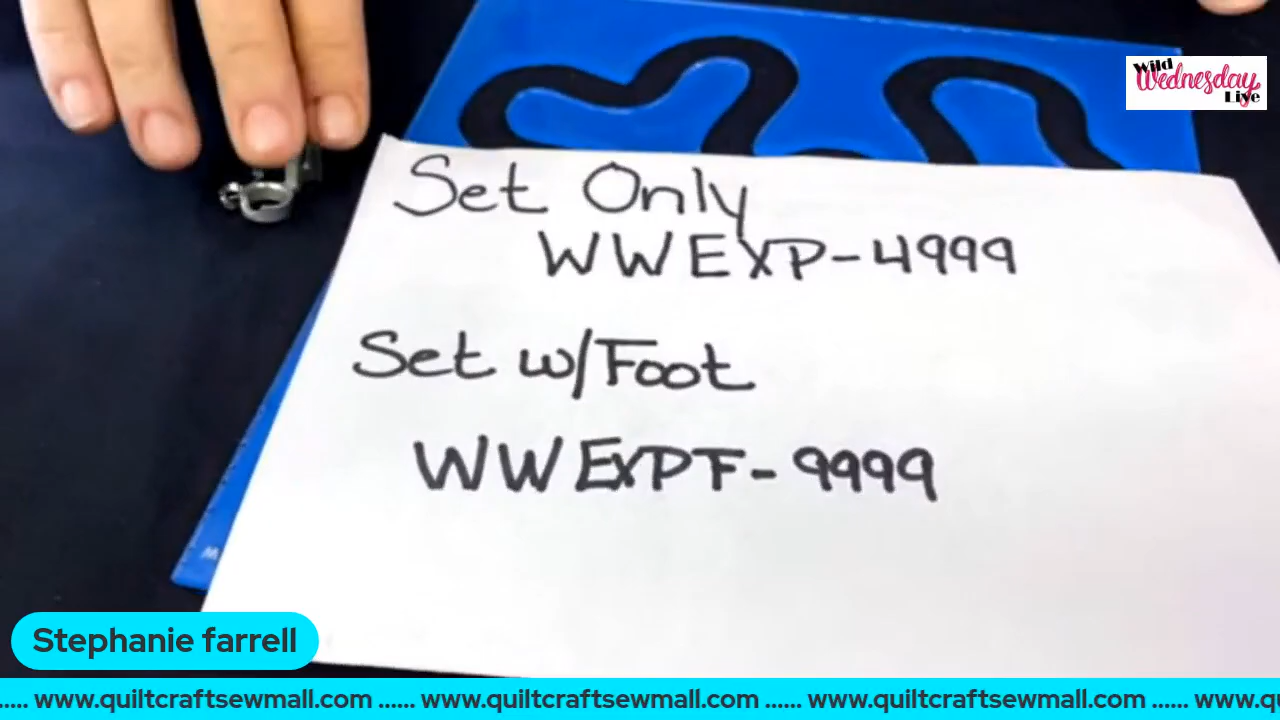 Wild
Wednesday
Live
Set Only
WWEXP-4999
Set w/Foot
WWEXPF-9999
Stephanie farrell
..... www.quiltcraftsewmall.com ...... www.quiltcraftsewmall.com ...... www.quiltcraftsewmall.com ...... www.q